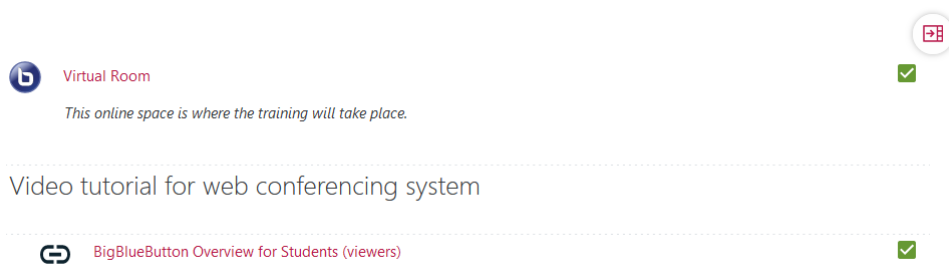 Virtual Room
This online space is where the training will take place.
Video tutorial for web conferencing system
BigBlueButton Overview for Students (viewers)